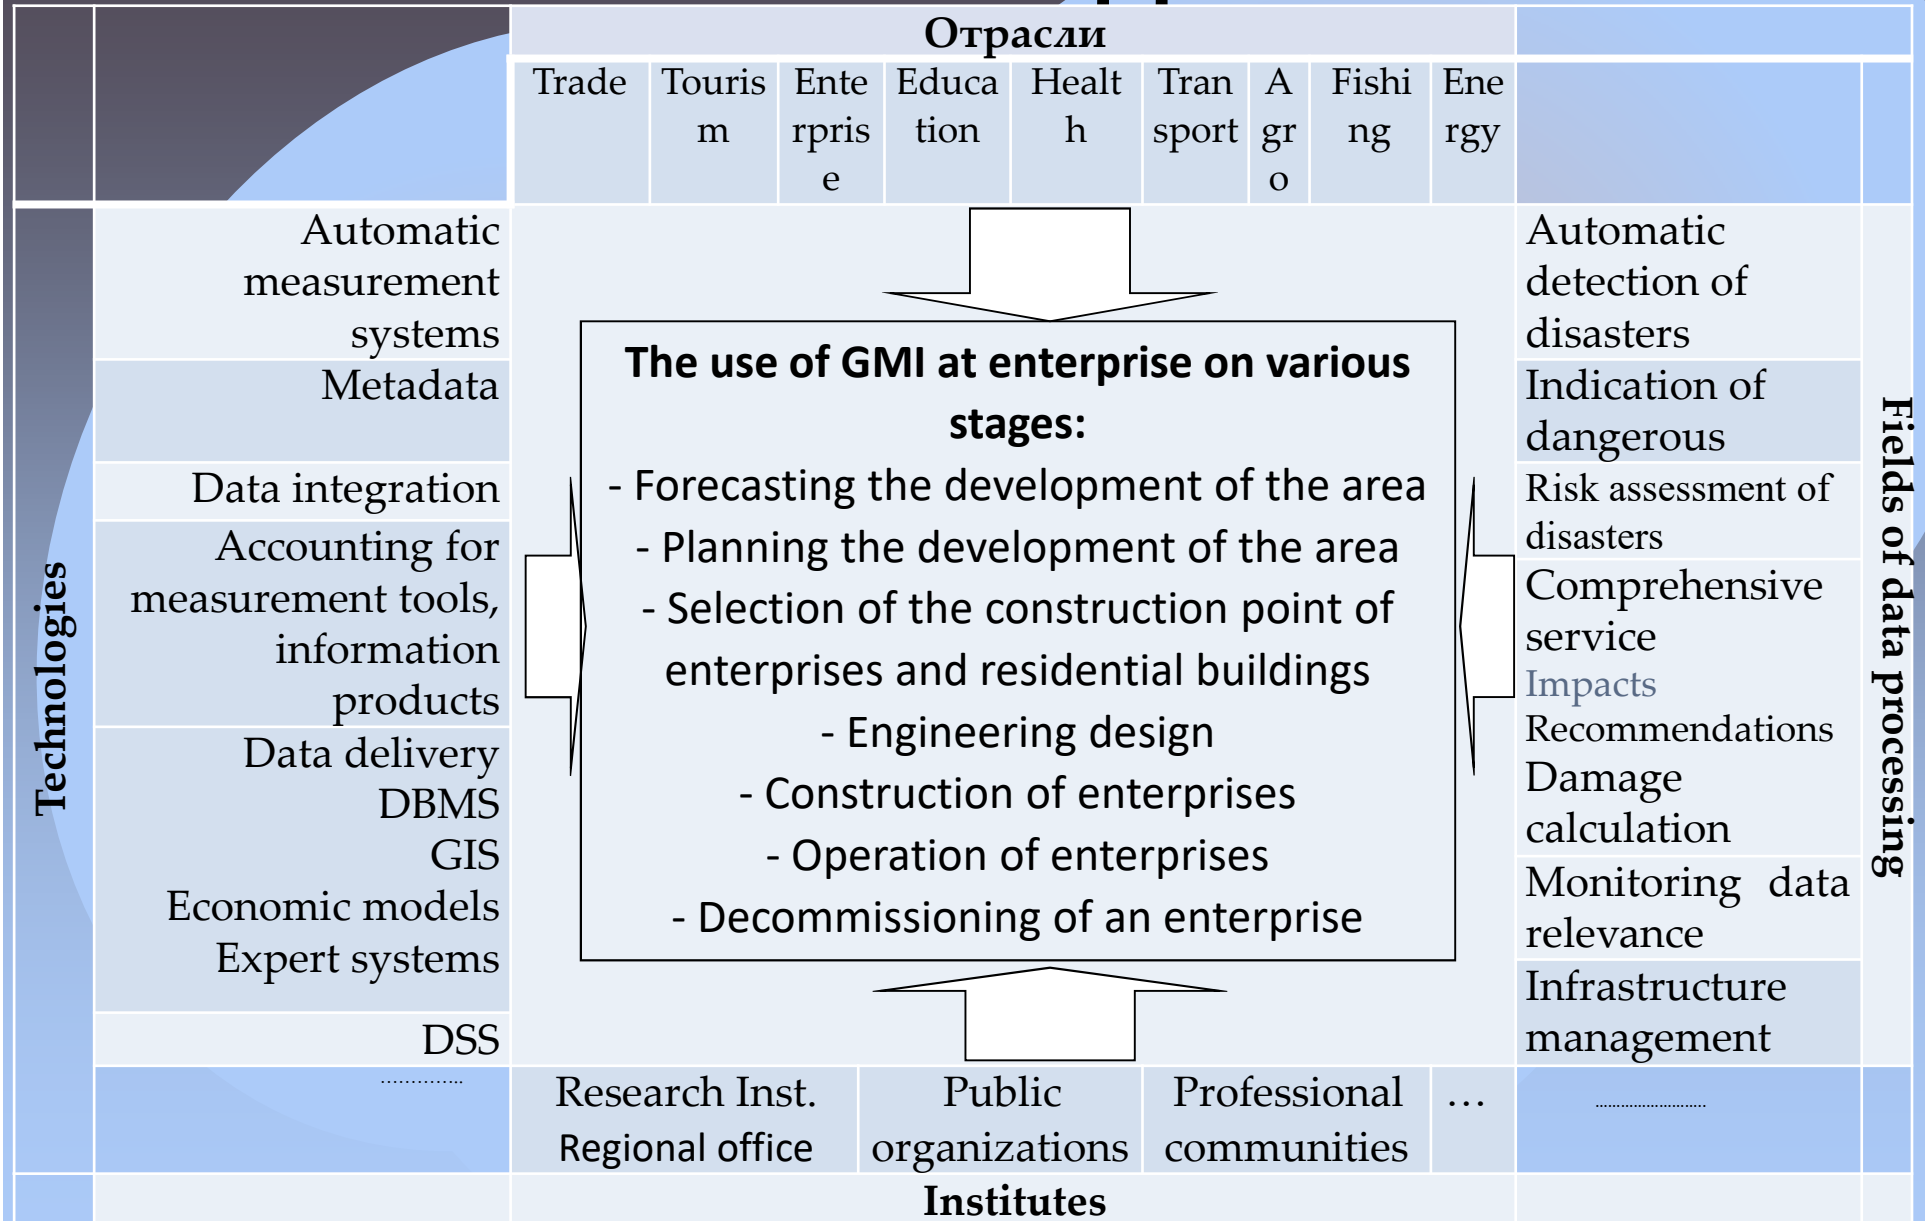 Отрасли
Trade
Touris
m
Ente
rpris
e
Educa
tion
Healt
h
Tran
sport
A
gr
o
Fishi
ng
Ene
rgy
Technologies
Automatic
measurement
systems
Metadata
Data integration
Accounting for
measurement tools,
information
products
Data delivery
DBMS
GIS
Economic models
Expert systems
DSS
…………..
The use of GMI at enterprise on various
stages:
- Forecasting the development of the area
- Planning the development of the area
- Selection of the construction point of
enterprises and residential buildings
- Engineering design
- Construction of enterprises
- Operation of enterprises
- Decommissioning of an enterprise
Automatic
detection of
disasters
Indication of
dangerous
Risk assessment of
disasters
Comprehensive
service
Impacts
Recommendations
Damage
calculation
Monitoring data
relevance
Infrastructure
management
……………………..
Fields of data processing
Research Inst.
Regional office
Public
organizations
Professional
communities
…
Institutes